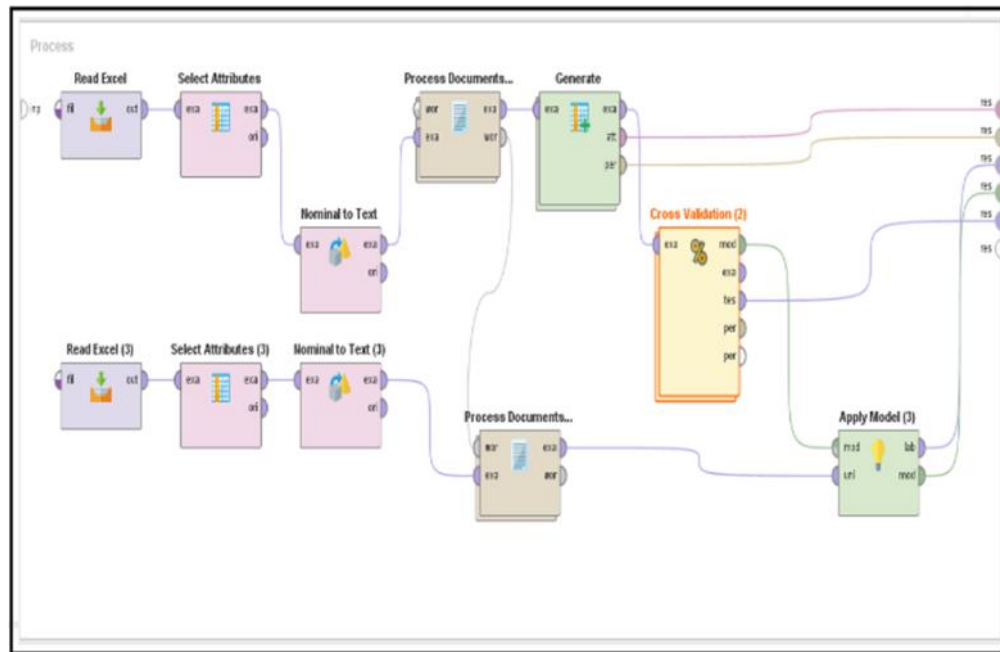 Process
Read Excel
Select Attributes
Process Documents...
Generate
inp
fil
out
exa
exa
ori
wor
exa
exa
wor
exa
exa
att
per
res
res
res
res
res
res
Nominal to Text
exa
exa
ori
Cross Validation (2)
exa
mod
exa
tes
per
per
Read Excel (3)
Select Attributes (3)
Nominal to Text (3)
fil
out
exa
exa
ori
exa
exa
ori
Process Documents...
wor
exa
exa
wor
Apply Model (3)
mod
lab
unl
mod